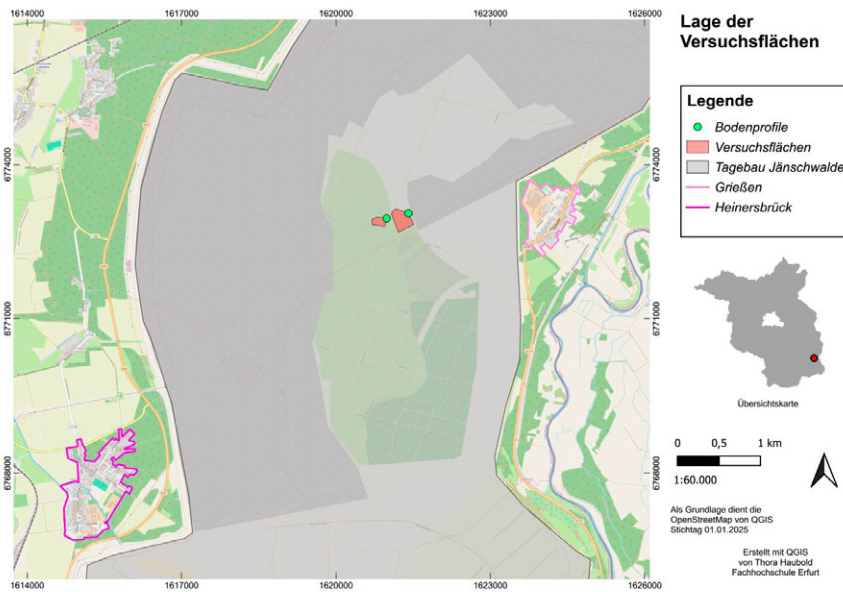 1614000 1617000 1620000 1623000 1626000
Lage der
Versuchsflächen
Legende
Bodenprofile
Versuchsflächen
Tagebau Jänschwalde
Grießen
Heinersbrück
6774000 6774000
6771000 6771000
6768000 6768000
Übersichtskarte
0 0,5 1 km
1:60.000
Als Grundlage dient die
OpenStreetMap von QGIS
Stichtag 01.01.2025
Erstellt mit QGIS
von Thora Haubold
Fachhochschule Erfurt
1614000 1617000 1620000 1623000 1626000